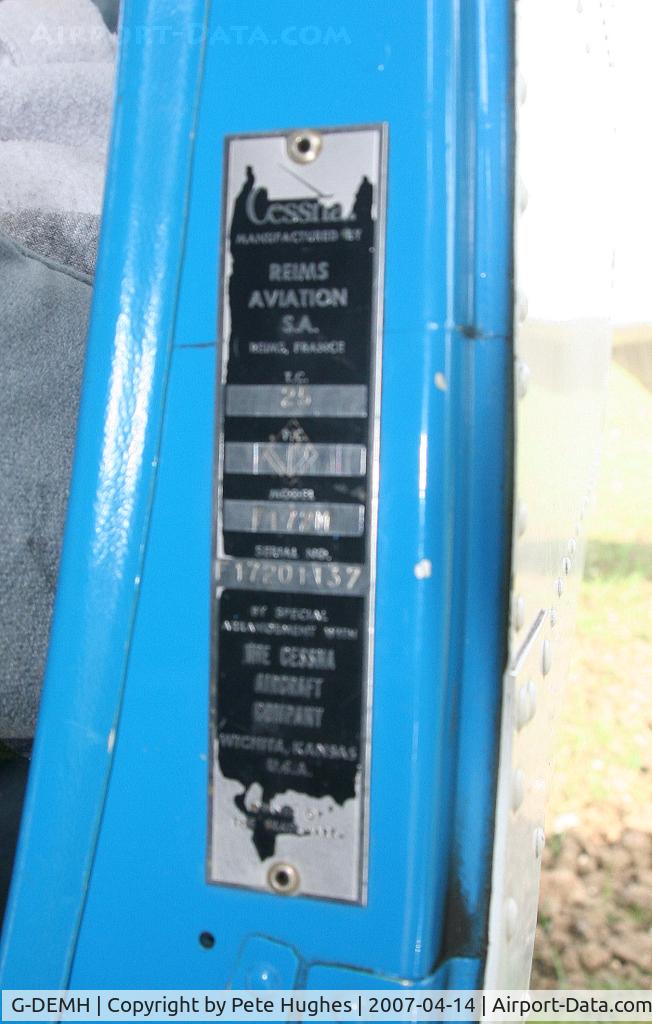 Airport-Data.com
Cessna
MANUFACTURED BY
REIMS
AVIATION
S.A.
REIMS, FRANCE
T.C.
25
P.C.
MODEL
F172M
SERIAL NO.
F17201137
BY SPECIAL
ARRANGEMENT WITH
THE CESSNA
AIRCRAFT
COMPANY
WICHITA, KANSAS
U.S.A.
G-DEMH | Copyright by Pete Hughes | 2007-04-14 | Airport-Data.com